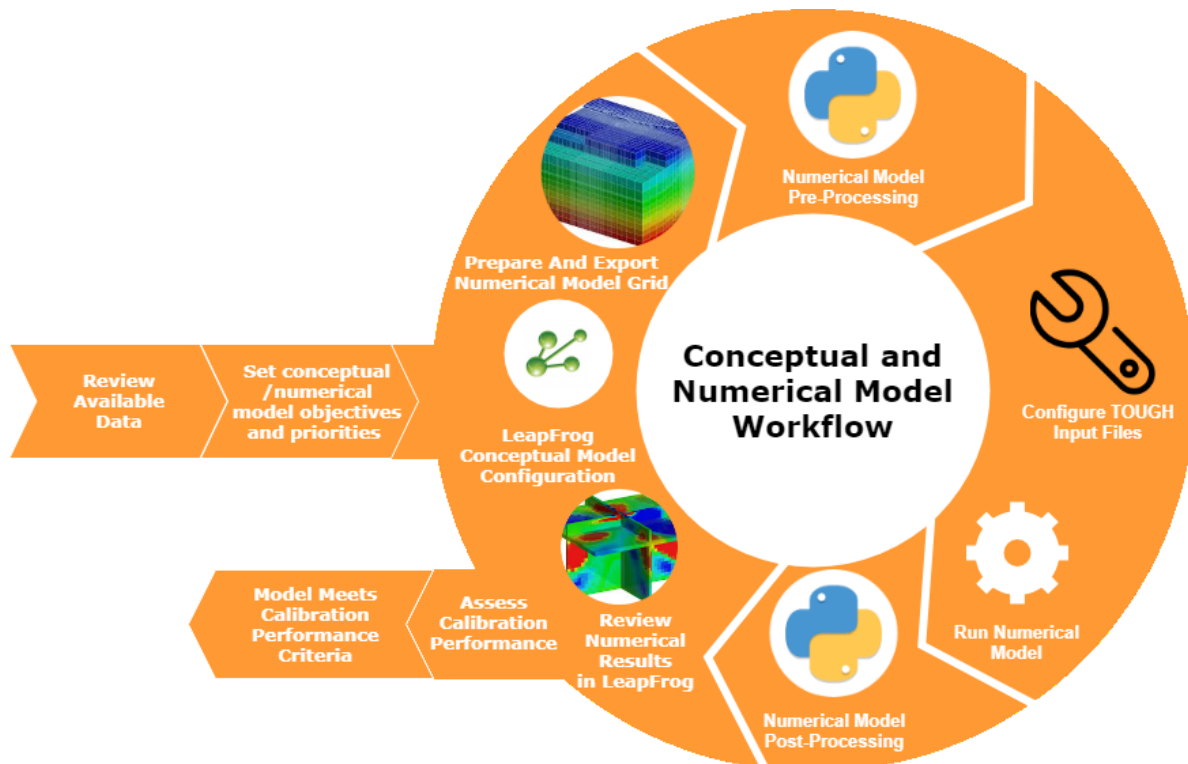 Review
Available
Data
Set conceptual
/numerical
model objectives
and priorities
LeapFrog
Conceptual Model
Configuration
Prepare And Export
Numerical Model Grid
Numerical Model
Pre-Processing
Configure TOUGH
Input Files
Run Numerical
Model
Numerical Model
Post-Processing
Review
Numerical
Results
in LeapFrog
Assess
Calibration
Performance
Model Meets
Calibration
Performance
Criteria
Conceptual and
Numerical Model
Workflow